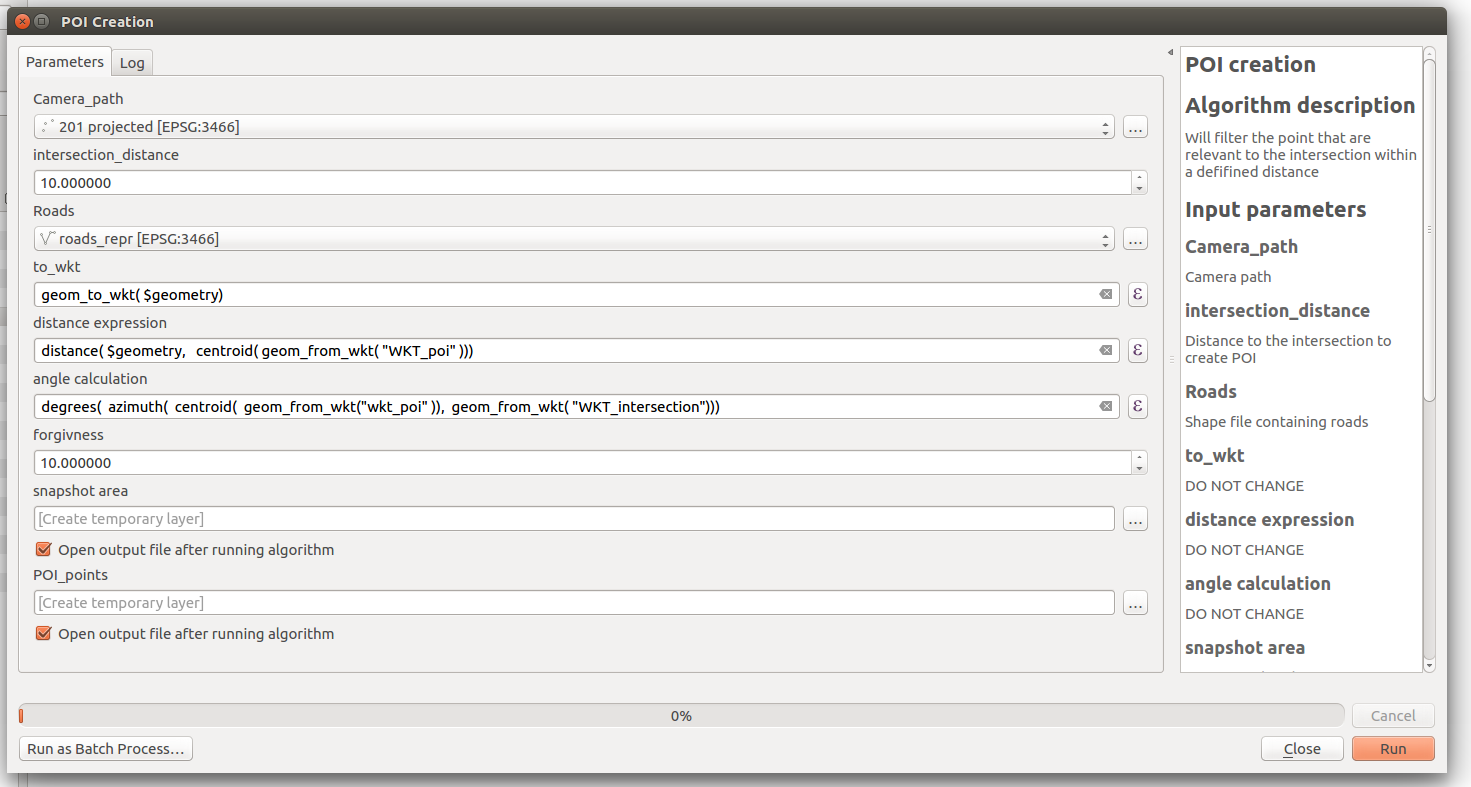 POI Creation
Parameters
Log
Camera_path
201 projected [EPSG:3466]
...
intersection_distance
10.000000
Roads
roads_repr [EPSG:3466]
...
to_wkt
geom_to_wkt( $geometry)
ε
distance expression
distance( $geometry, centroid( geom_from_wkt( "WKT_poi" )))
ε
angle calculation
degrees( azimuth( centroid( geom_from_wkt("wkt_poi" )), geom_from_wkt( "WKT_intersection")))
ε
forgivness
10.000000
snapshot area
[Create temporary layer]
...
Open output file after running algorithm
POI_points
[Create temporary layer]
...
Open output file after running algorithm
POI creation
Algorithm description
Will filter the point that are
relevant to the intersection within
a defifined distance
Input parameters
Camera_path
Camera path
intersection_distance
Distance to the intersection to
create POI
Roads
Shape file containing roads
to_wkt
DO NOT CHANGE
distance expression
DO NOT CHANGE
angle calculation
DO NOT CHANGE
snapshot area
0%
Cancel
Run as Batch Process...
Close
Run